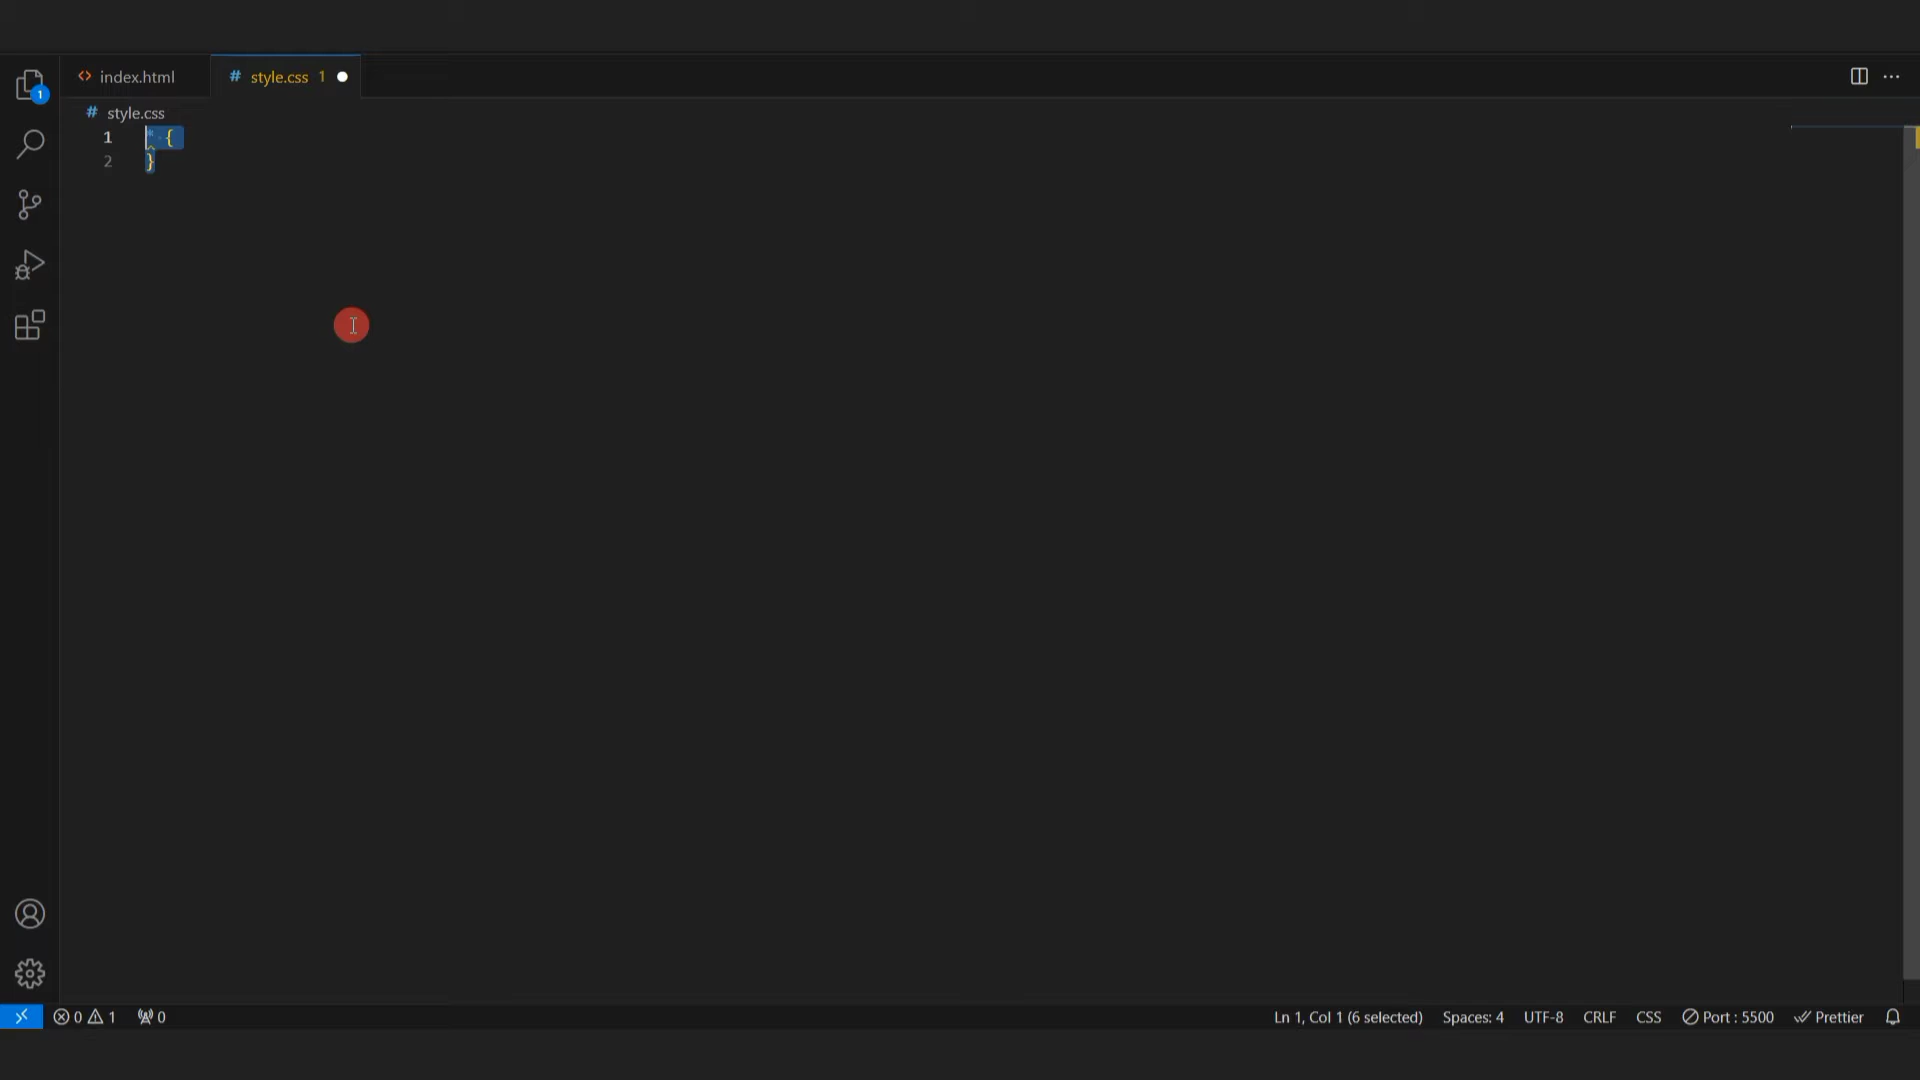 index.html
# style.css 1
# style.css
1 * {
2 }
1
0 1 0
Ln 1, Col 1 (6 selected) Spaces: 4 UTF-8 CRLF CSS Port : 5500 Prettier